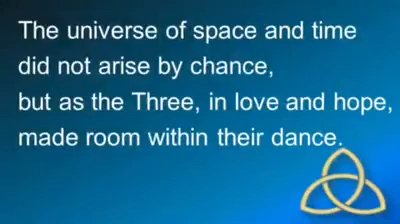 The universe of space and time
did not arise by chance,
but as the Three, in love and hope,
made room within their dance.